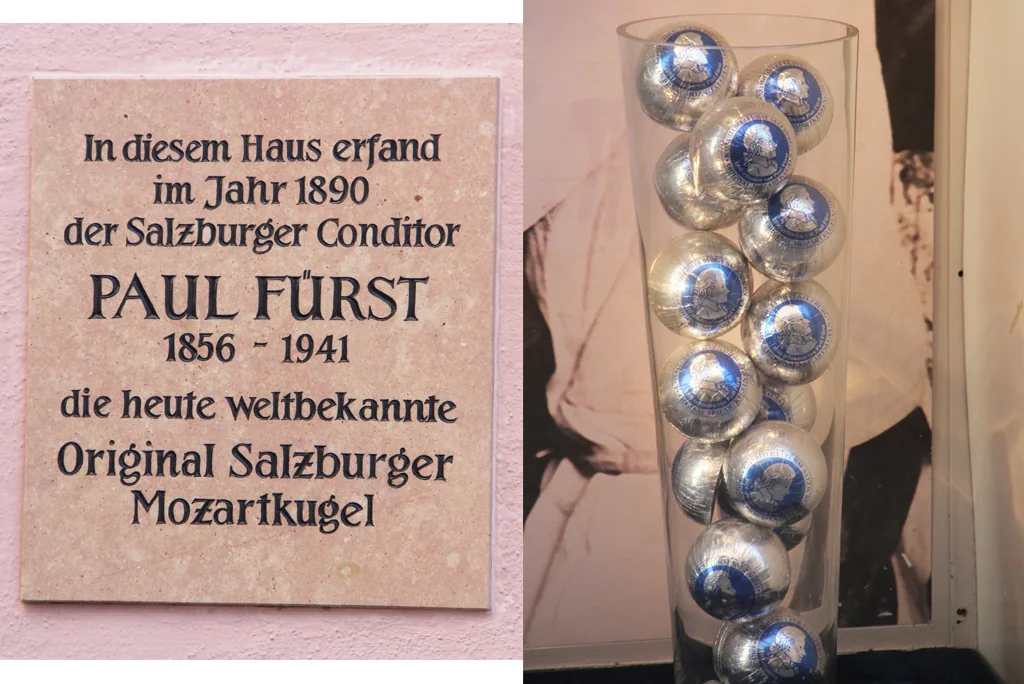 In diesem Haus erfand
im Jahr 1890
der Salzburger Conditor
PAUL FÜRST
1856 - 1941
die heute weltbekannte
Original Salzburger
Mozartkugel